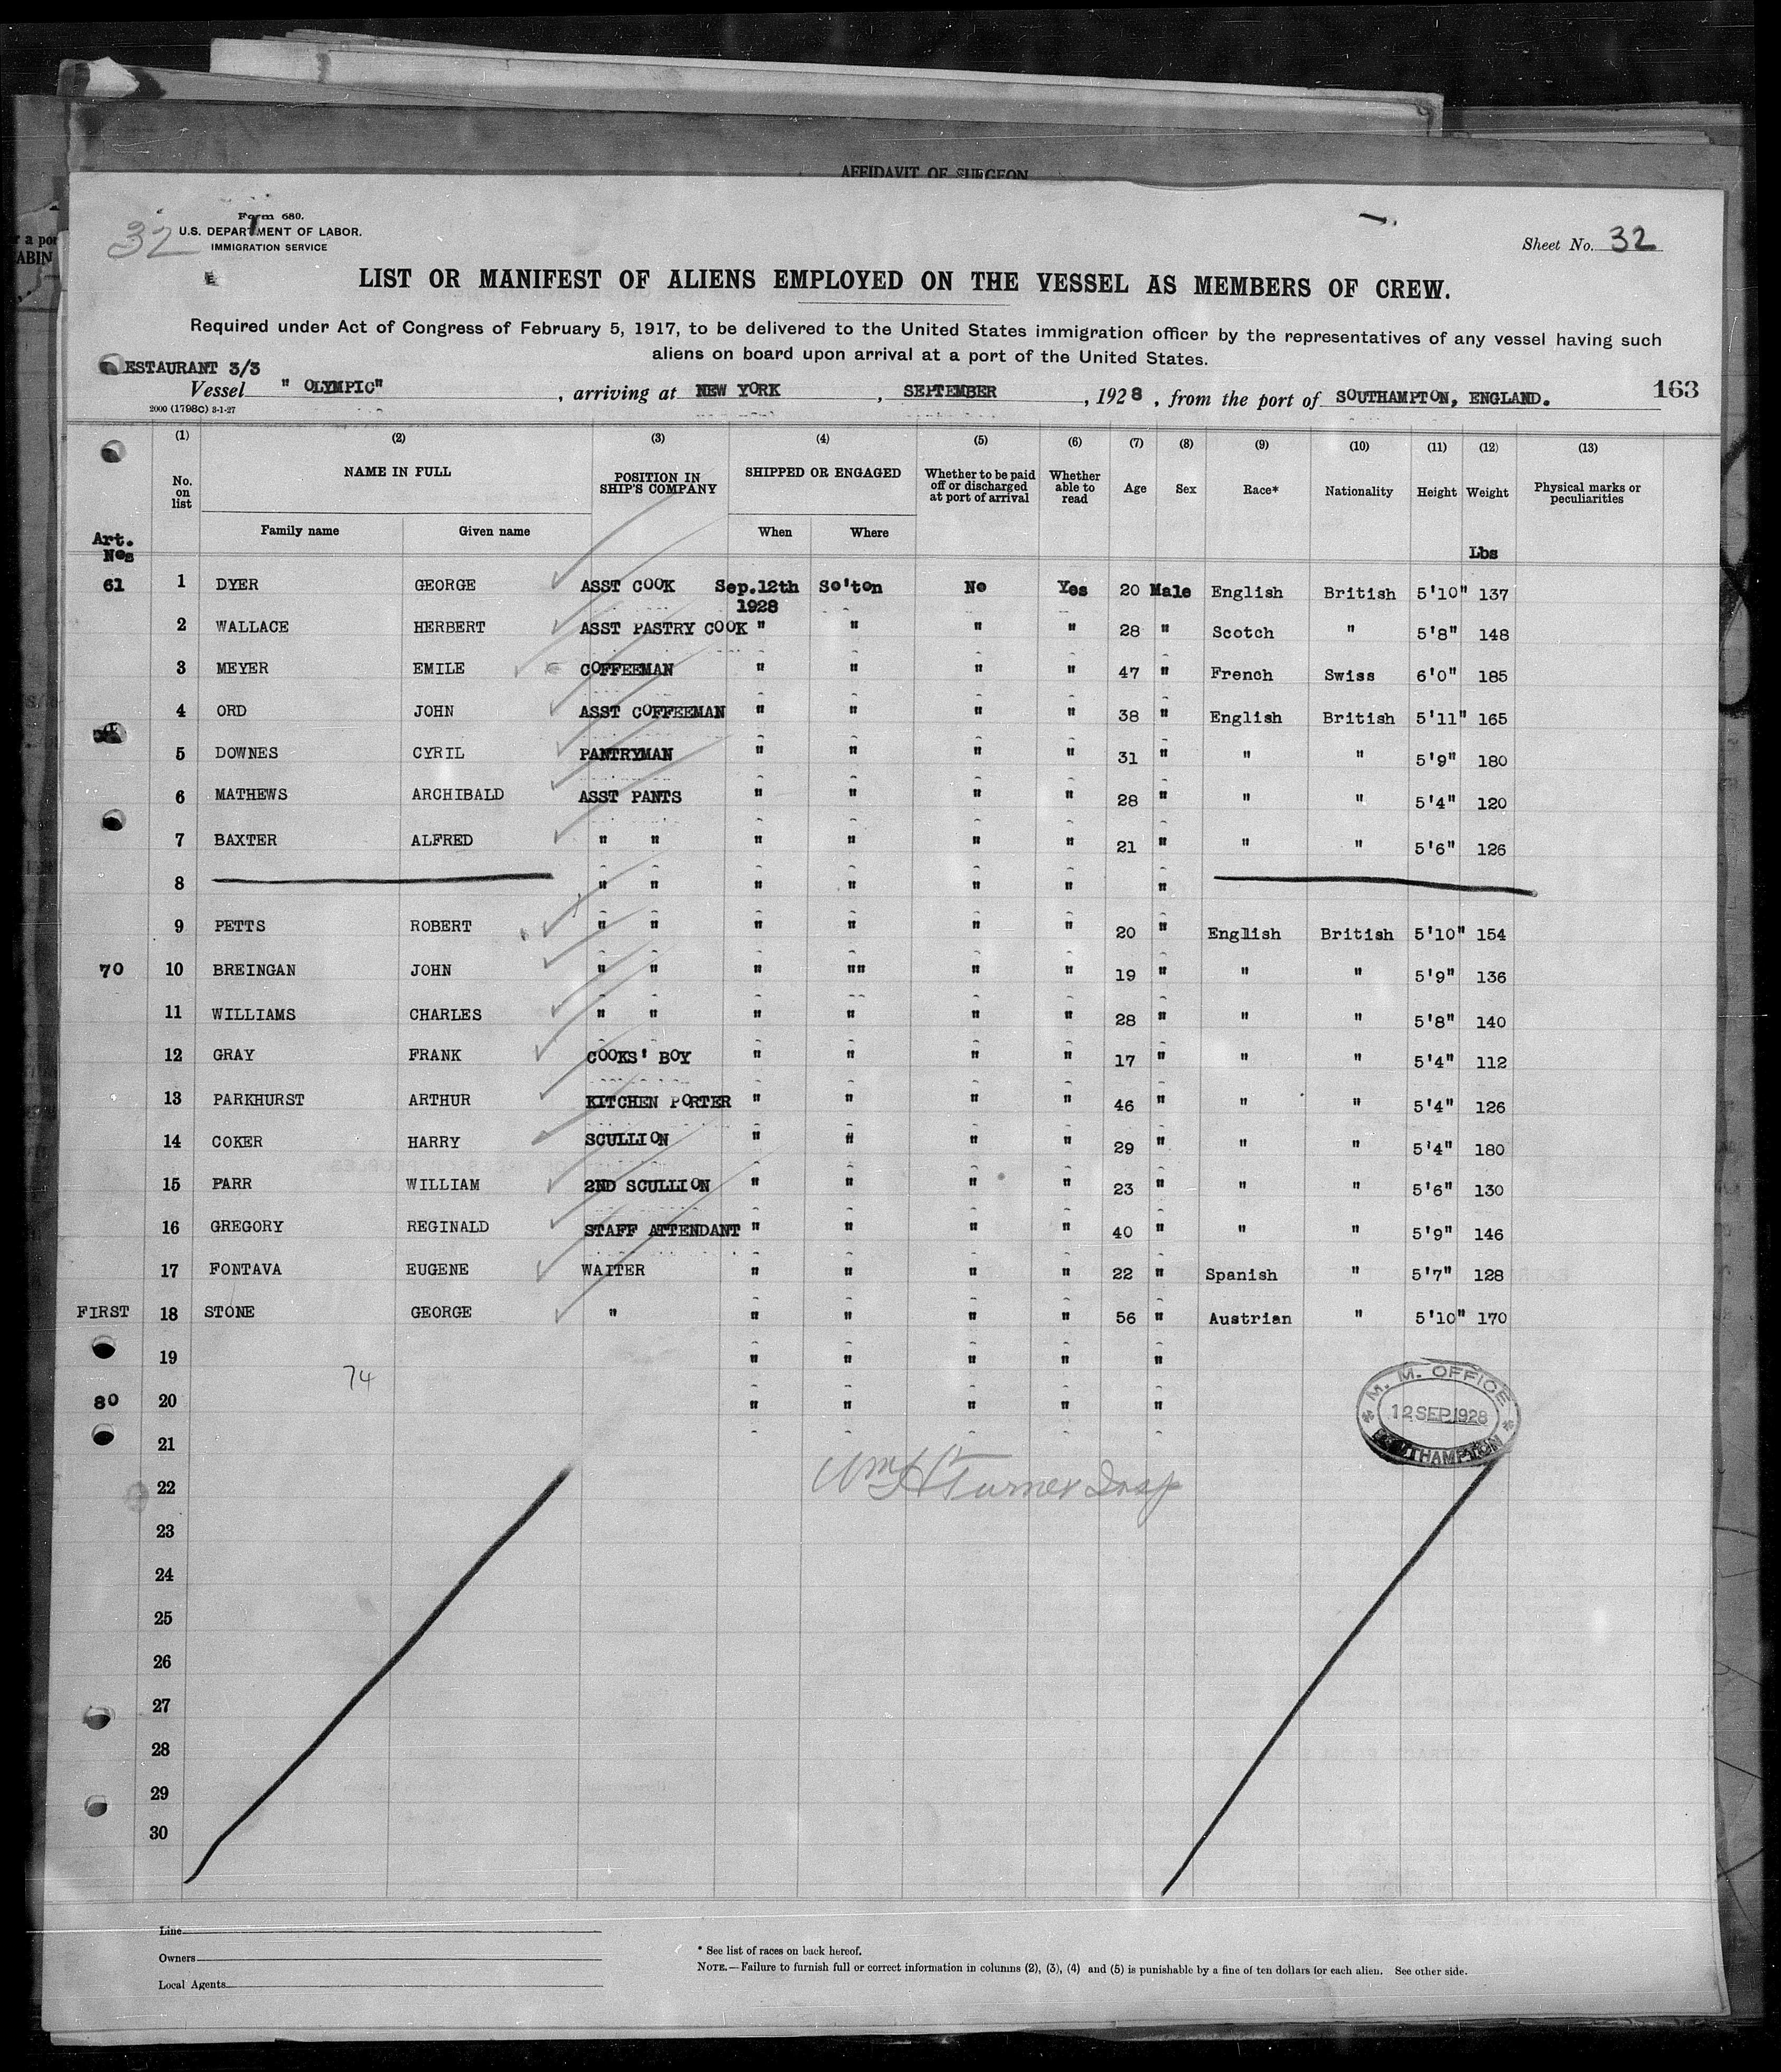 AFFIDAVIT OF SURGEON
32
Form 680.
U.S. DEPARTMENT OF LABOR.
IMMIGRATION SERVICE
Sheet No. 32
LIST OR MANIFEST OF ALIENS EMPLOYED ON THE VESSEL AS MEMBERS OF CREW.
Required under Act of Congress of February 5, 1917, to be delivered to the United States immigration officer by the representatives of any vessel having such
aliens on board upon arrival at a port of the United States.
ESTAURANT 3/3
Vessel " OLYMPIC" , arriving at NEW YORK , SEPTEMBER , 1928 , from the port of SOUTHAMPTON, ENGLAND. 163
2000 (1798c) 3-1-27
(1) (2) (3) (4) (5) (6) (7) (8) (9) (10) (11) (12) (13)
No. on list NAME IN FULL POSITION IN SHIP'S COMPANY SHIPPED OR ENGAGED Whether to be paid off or discharged at port of arrival Whether able to read Age Sex Race* Nationality Height Weight Physical marks or peculiarities
Family name Given name When Where
Art. Nos Lbs
61 1 DYER GEORGE ASST COOK Sep.12th 1928 So'ton No Yes 20 Male English British 5'10" 137
2 WALLACE HERBERT ASST PASTRY COOK " " " " 28 " Scotch " 5'8" 148
3 MEYER EMILE COFFEEMAN " " " " 47 " French Swiss 6'0" 185
4 ORD JOHN ASST COFFEEMAN " " " " 38 " English British 5'11" 165
5 DOWNES CYRIL PANTRYMAN " " " " 31 " " " 5'9" 180
6 MATHEWS ARCHIBALD ASST PANTS " " " " 28 " " " 5'4" 120
7 BAXTER ALFRED " " " " " " 21 " " " 5'6" 126
8 " " " " " " "
9 PETTS ROBERT " " " " " " 20 " English British 5'10" 154
70 10 BREINGAN JOHN " " " "" " " 19 " " " 5'9" 136
11 WILLIAMS CHARLES " " " " " " 28 " " " 5'8" 140
12 GRAY FRANK COOKS' BOY " " " " 17 " " " 5'4" 112
13 PARKHURST ARTHUR KITCHEN PORTER " " " " 46 " " " 5'4" 126
14 COKER HARRY SCULLION " " " " 29 " " " 5'4" 180
15 PARR WILLIAM 2ND SCULLION " " " " 23 " " " 5'6" 130
16 GREGORY REGINALD STAFF ATTENDANT " " " " 40 " " " 5'9" 146
17 FONTAVA EUGENE WAITER " " " " 22 " Spanish " 5'7" 128
FIRST 18 STONE GEORGE " " " " " 56 " Austrian " 5'10" 170
19 " " " " "
74
80 20 " " " " "
M. M. OFFICE
12 SEP 1928
SOUTHAMPTON
21
Wm H Turner Insp
22
23
24
25
26
27
28
29
30
Line
Owners
Local Agents
* See list of races on back hereof.
NOTE.—Failure to furnish full or correct information in columns (2), (3), (4) and (5) is punishable by a fine of ten dollars for each alien. See other side.